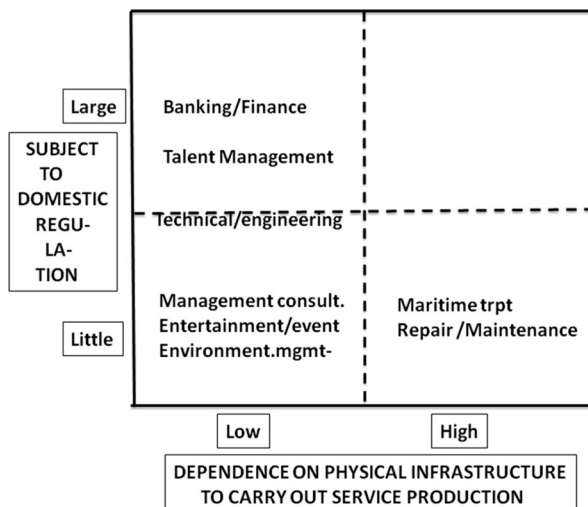 Large
Banking/Finance
Talent Management
SUBJECT
TO
DOMESTIC
REGU-
LA-
TION
Technical/engineering
Management consult.
Entertainment/event
Environment.mgmt-
Maritime trpt
Repair /Maintenance
Little
Low
High
DEPENDENCE ON PHYSICAL INFRASTRUCTURE
TO CARRY OUT SERVICE PRODUCTION